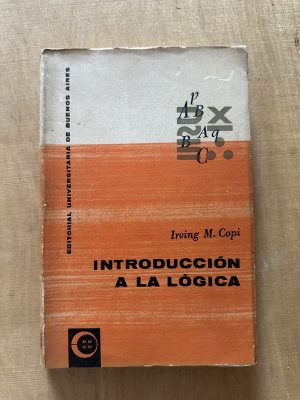 EDITORIAL UNIVERSITARIA DE BUENOS AIRES
p
A B
A q
B
C
Irving M. Copi
INTRODUCCIÓN
A LA LÓGICA